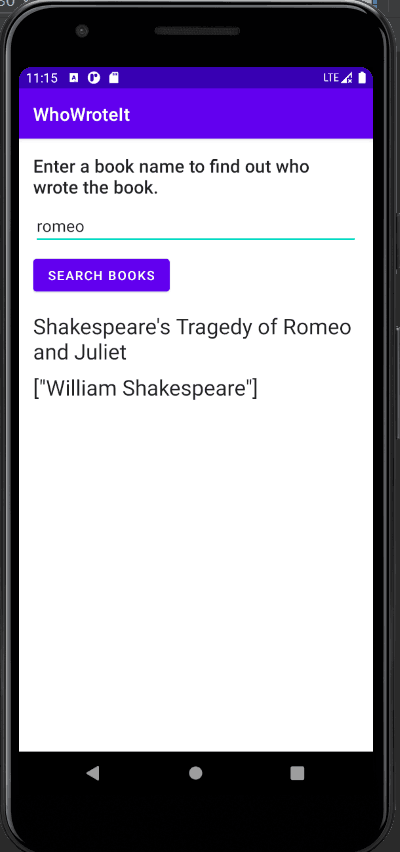 11:15
LTE
WhoWroteIt
Enter a book name to find out who
wrote the book.
romeo
SEARCH BOOKS
Shakespeare's Tragedy of Romeo
and Juliet
["William Shakespeare"]